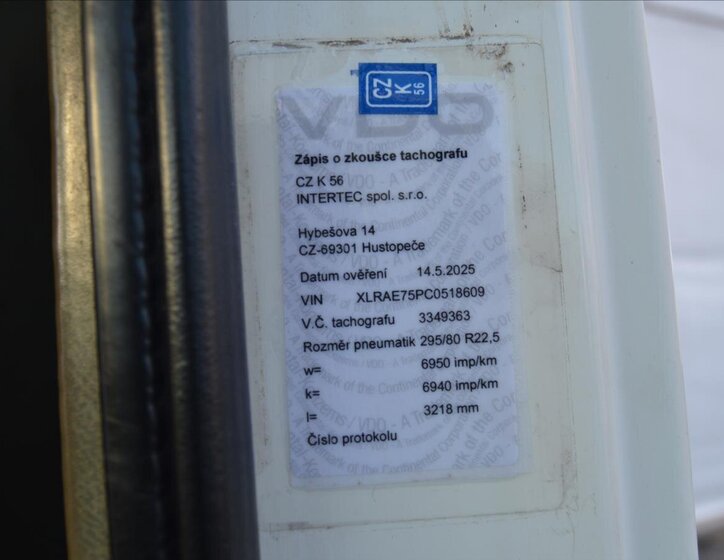 CZ
K
56
VDO
Zápis o zkoušce tachografu
CZ K 56
INTERTEC spol. s.r.o.
Hybešova 14
CZ-69301 Hustopeče
Datum ověření 14.5.2025
VIN XLRAE75PC0518609
V.Č. tachografu 3349363
Rozměr pneumatik 295/80 R22,5
w= 6950 imp/km
k= 6940 imp/km
l= 3218 mm
Číslo protokolu